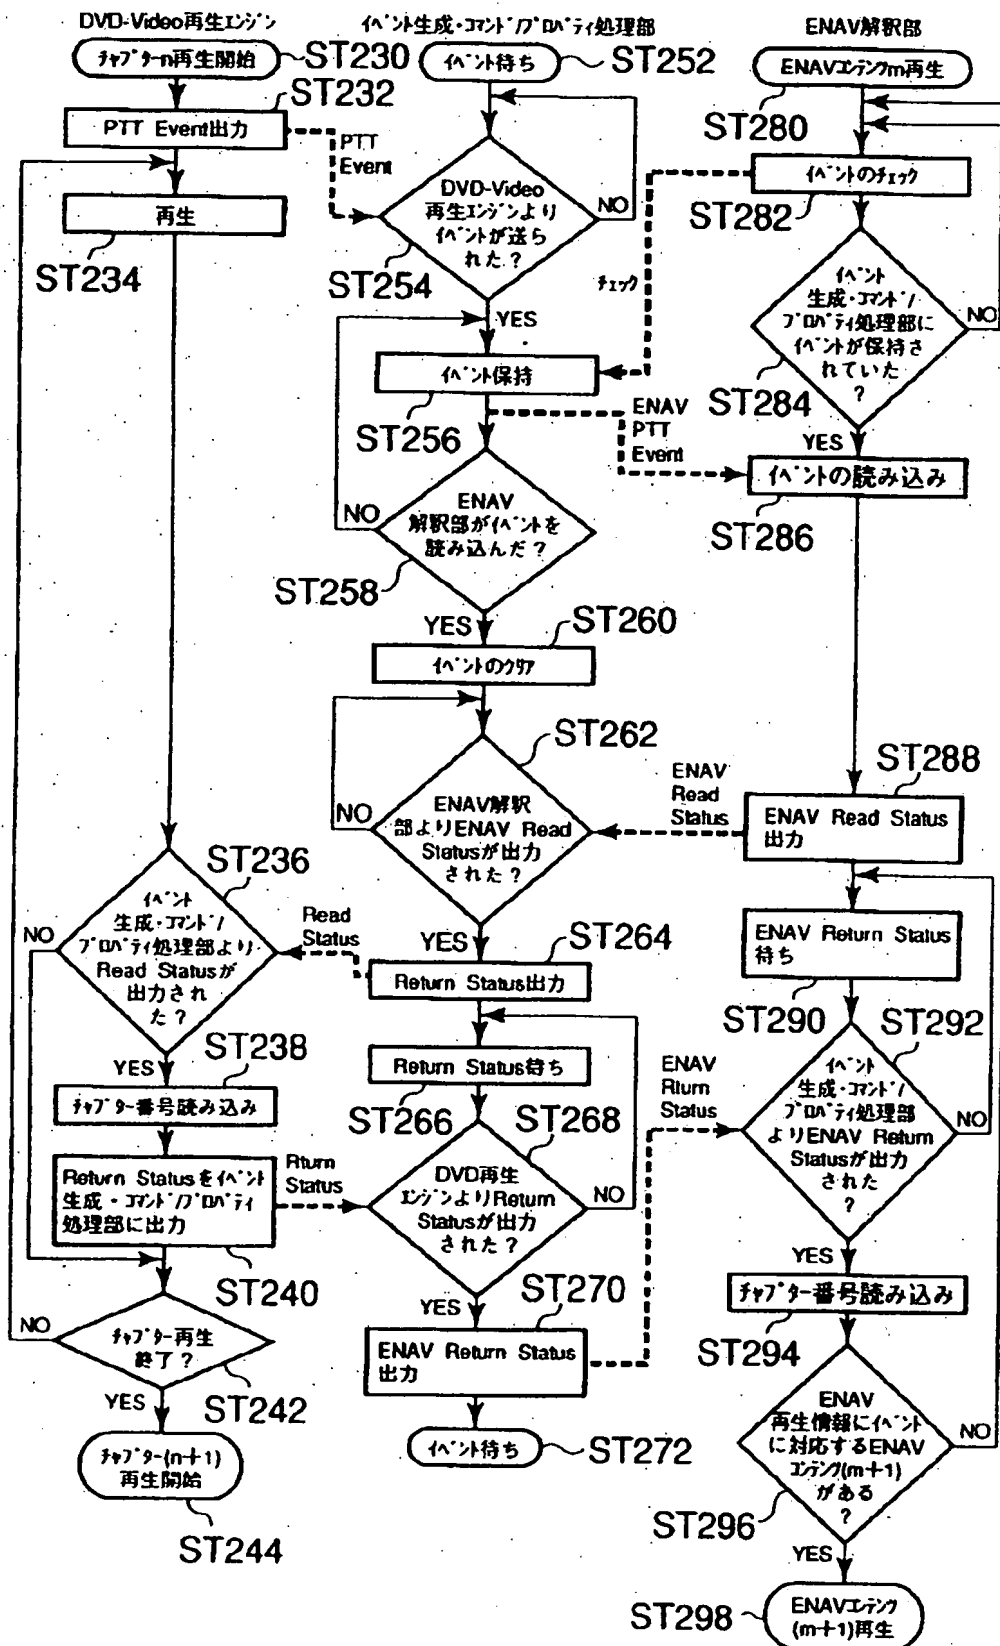 DVD-Video再生エンジン
チャプターn再生開始
ST230
ST232
PTT Event出力
PTT
Event
再生
ST234
ST236
イベント
生成・コマンド/
プロパティ処理部より
Read Statusが
出力され
た?
NO
YES
ST238
チャプター番号読み込み
Return Statusをイベント
生成・コマンド/プロパティ
処理部に出力
Rturn
Status
ST240
NO
チャプター再生
終了?
YES
ST242
チャプター(n+1)
再生開始
ST244
イベント生成・コマンド/プロパティ処理部
イベント待ち
ST252
DVD-Video
再生エンジンより
イベントが送ら
れた?
NO
ST254
YES
イベント保持
ST256
ENAV
PTT
Event
ENAV
解釈部がイベントを
読み込んだ?
NO
ST258
YES
ST260
イベントのクリア
ST262
ENAV解釈
部よりENAV Read
Statusが出力
された?
NO
YES
ST264
Read
Status
Return Status出力
Return Status待ち
ST266
ST268
DVD再生
エンジンよりReturn
Statusが出力
された?
NO
YES
ST270
ENAV Return Status
出力
イベント待ち
ST272
ENAV解釈部
ENAVコンテンツm再生
ST280
イベントのチェック
ST282
チェック
イベント
生成・コマンド/
プロパティ処理部に
イベントが保持さ
れていた
?
NO
ST284
YES
イベントの読み込み
ST286
ST288
ENAV
Read
Status
ENAV Read Status
出力
ENAV Return Status
待ち
ST290
ST292
ENAV
Rturn
Status
イベント
生成・コマンド/
プロパティ処理部
よりENAV Return
Statusが出力
された
?
NO
YES
チャプター番号読み込み
ST294
ENAV
再生情報にイベント
に対応するENAV
コンテンツ(m+1)
がある
?
NO
ST296
YES
ST298
ENAVコンテンツ
(m+1)再生